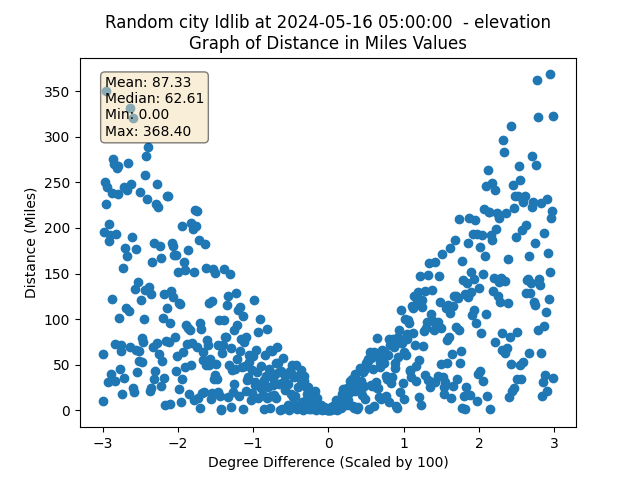 Random city Idlib at 2024-05-16 05:00:00  - elevation
Graph of Distance in Miles Values
Mean: 87.33
Median: 62.61
Min: 0.00
Max: 368.40
350
300
250
200
150
100
50
0
Distance (Miles)
−3
−2
−1
0
1
2
3
Degree Difference (Scaled by 100)